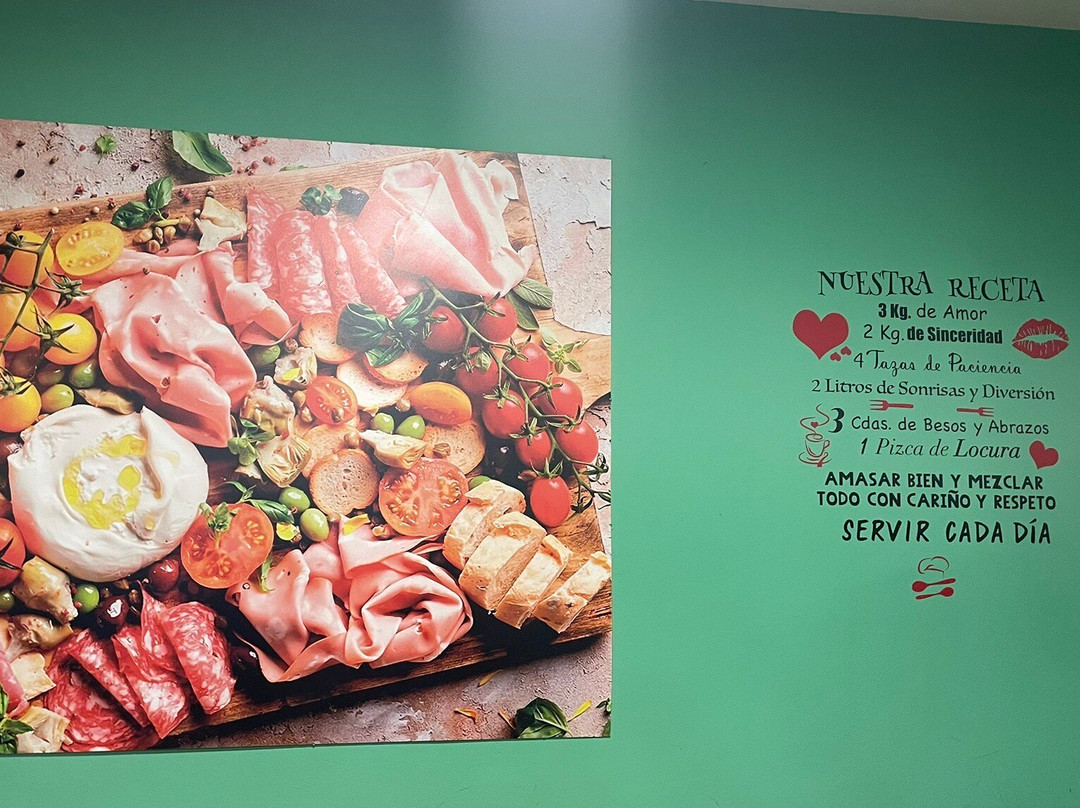 NUESTRA RECETA
3 Kg. de Amor
2 Kg. de Sinceridad
4 Tazas de Paciencia
2 Litros de Sonrisas y Diversión
3 Cdas. de Besos y Abrazos
1 Pizca de Locura
AMASAR BIEN Y MEZCLAR
TODO CON CARIÑO Y RESPETO
SERVIR CADA DÍA